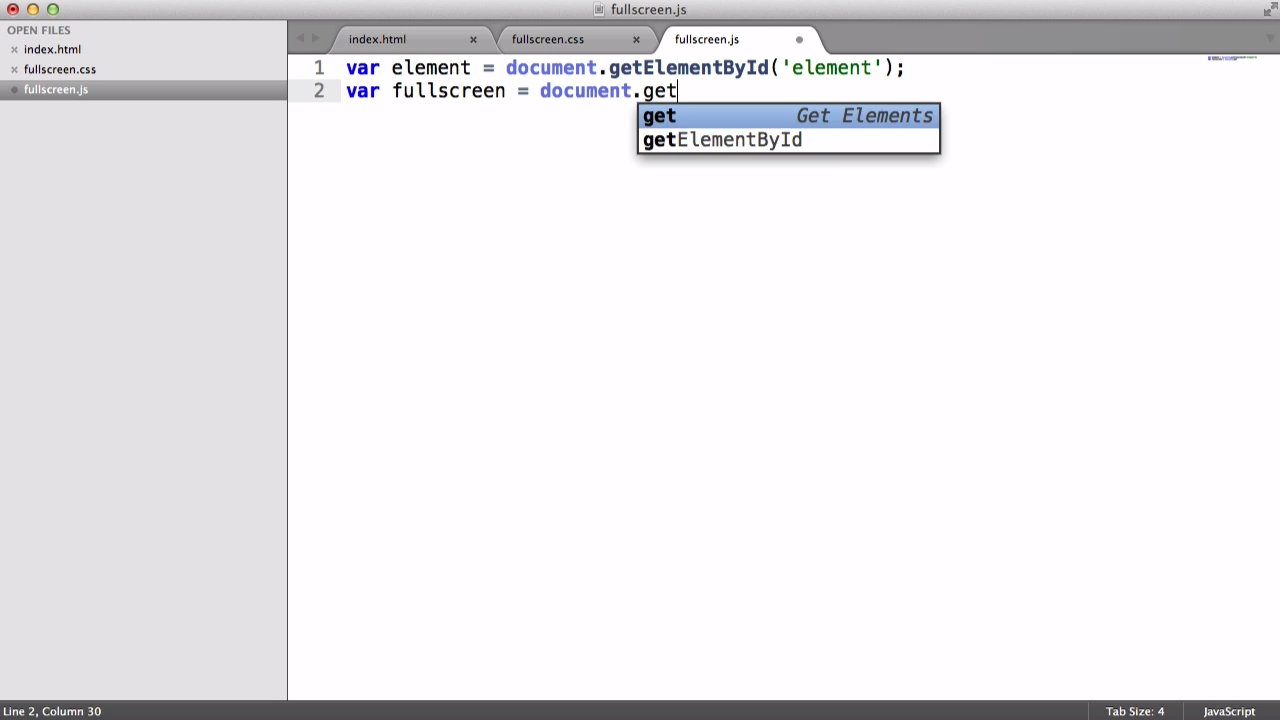 fullscreen.js
OPEN FILES
index.html
fullscreen.css
fullscreen.js
index.html
fullscreen.css
fullscreen.js
1 var element = document.getElementById('element');
2 var fullscreen = document.get
get Get Elements
getElementById
Line 2, Column 30
Tab Size: 4
JavaScript